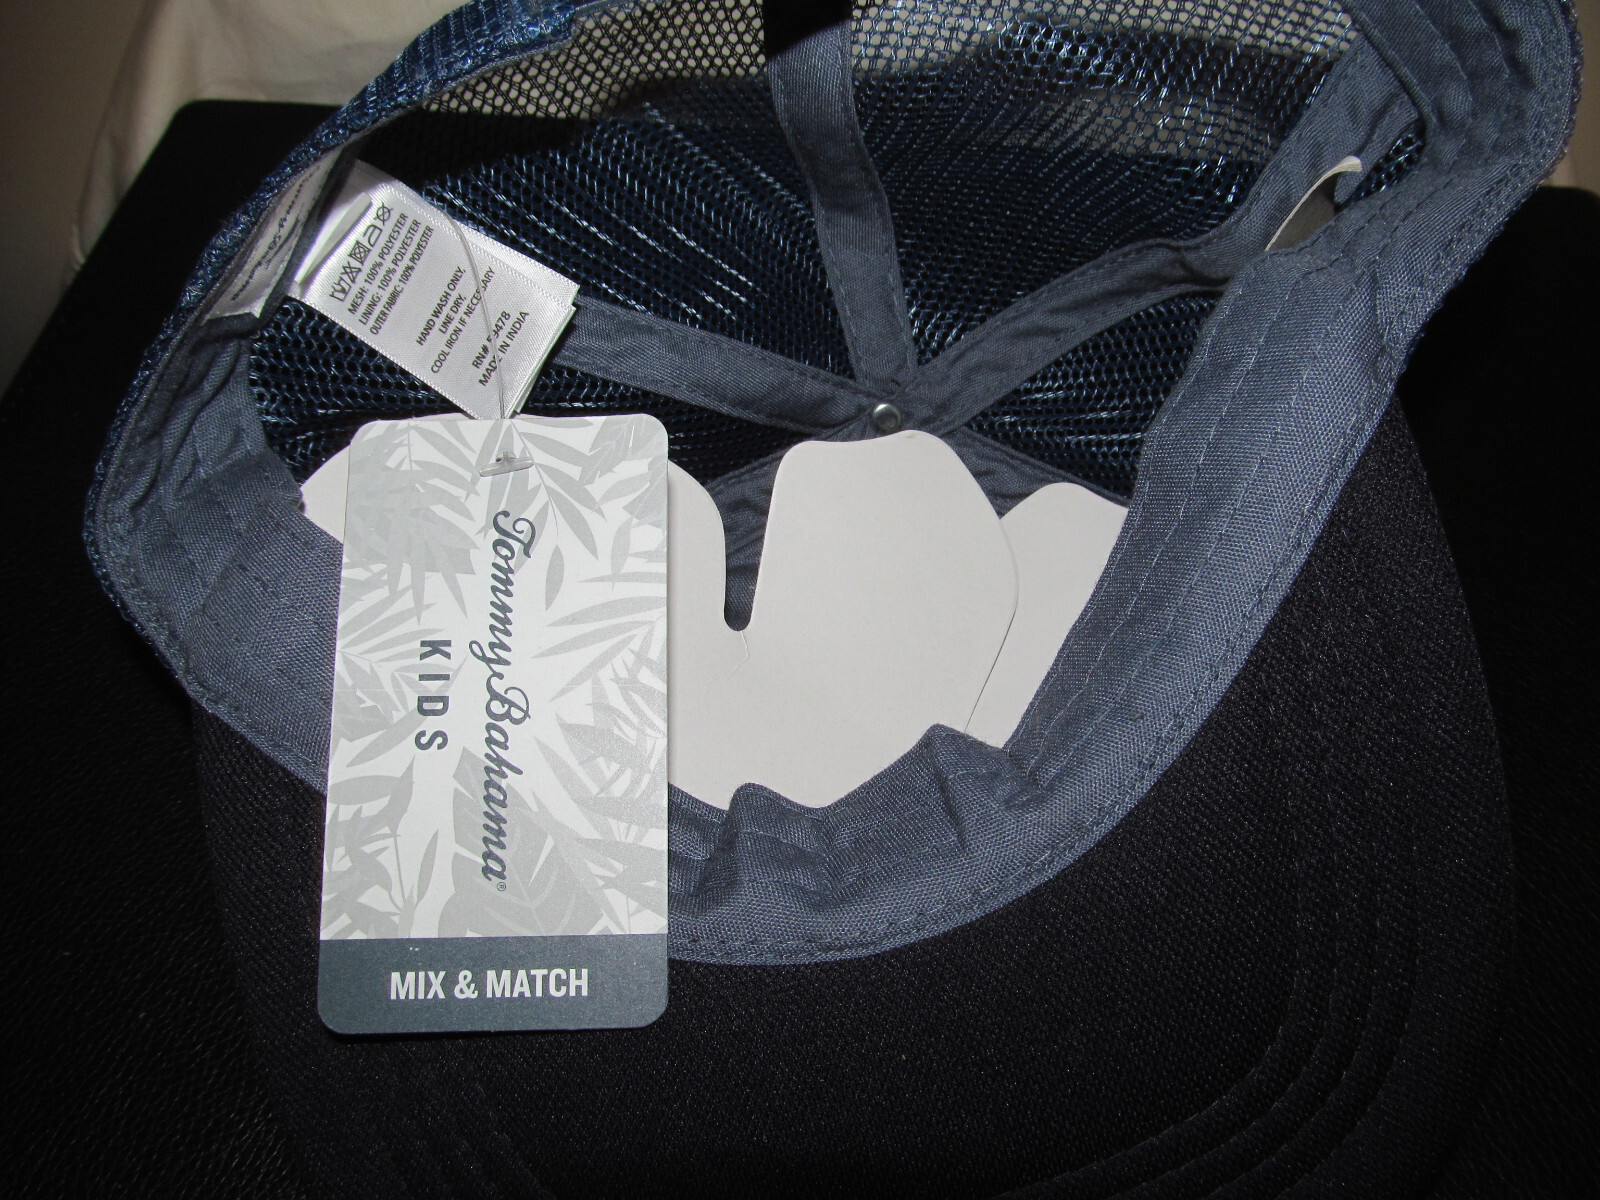 MESH: 100% POLYESTER
LINING: 100% POLYESTER
OUTER FABRIC: 100% POLYESTER
HAND WASH ONLY.
LINE DRY.
COOL IRON IF NECESSARY
RN#
MADE IN INDIA
Tommy Bahama®
KIDS
MIX & MATCH